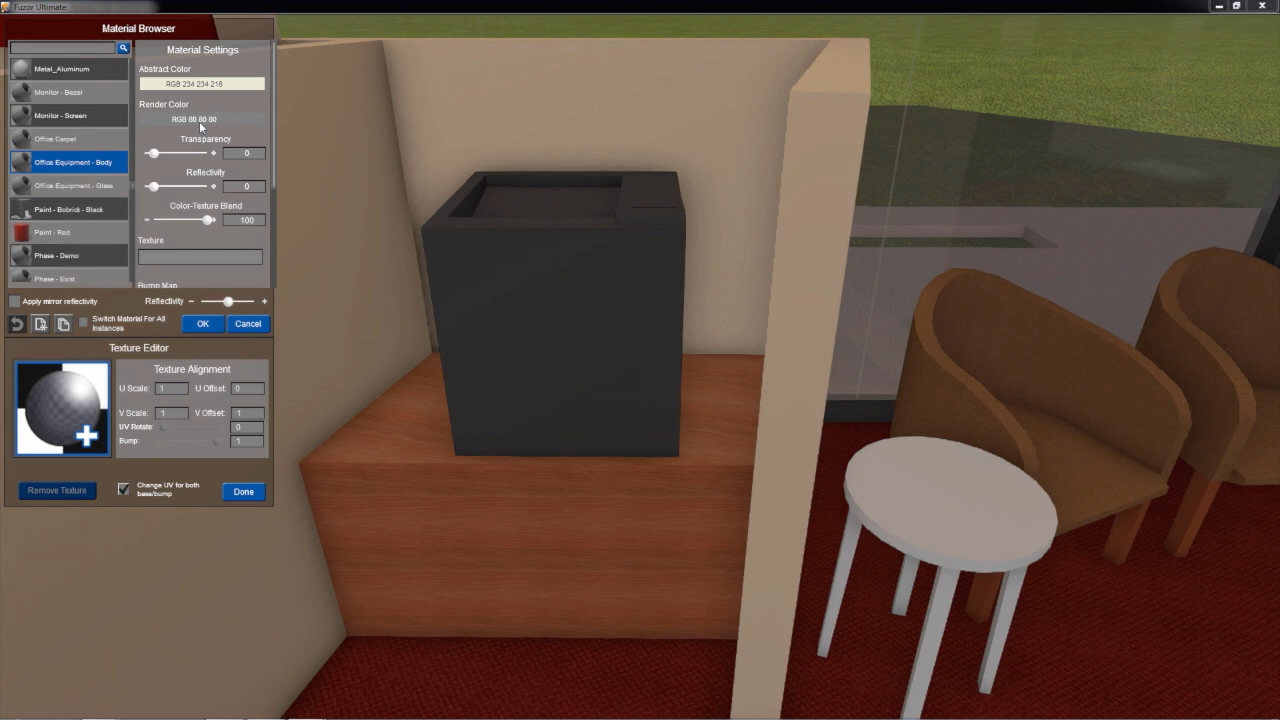 Fuzor Ultimate:
Material Browser
Material Settings
Metal_Aluminum
Abstract Color
RGB 234 234 216
Monitor - Bezel
Render Color
Monitor - Screen
RGB 80 80 80
Office Carpet
Transparency
0
Office Equipment - Body
Reflectivity
Office Equipment - Glass
0
Color-Texture Blend
Paint - Bobrick - Black
100
Paint - Red
Texture
Phase - Demo
Phase - Exist
Bump Map
Apply mirror reflectivity
Reflectivity
Switch Material For All
Instances
OK
Cancel
Texture Editor
Texture Alignment
U Scale: 1 U Offset: 0
V Scale: 1 V Offset: 1
UV Rotate: 0
Bump: 1
Remove Texture
Change UV for both
base/bump
Done